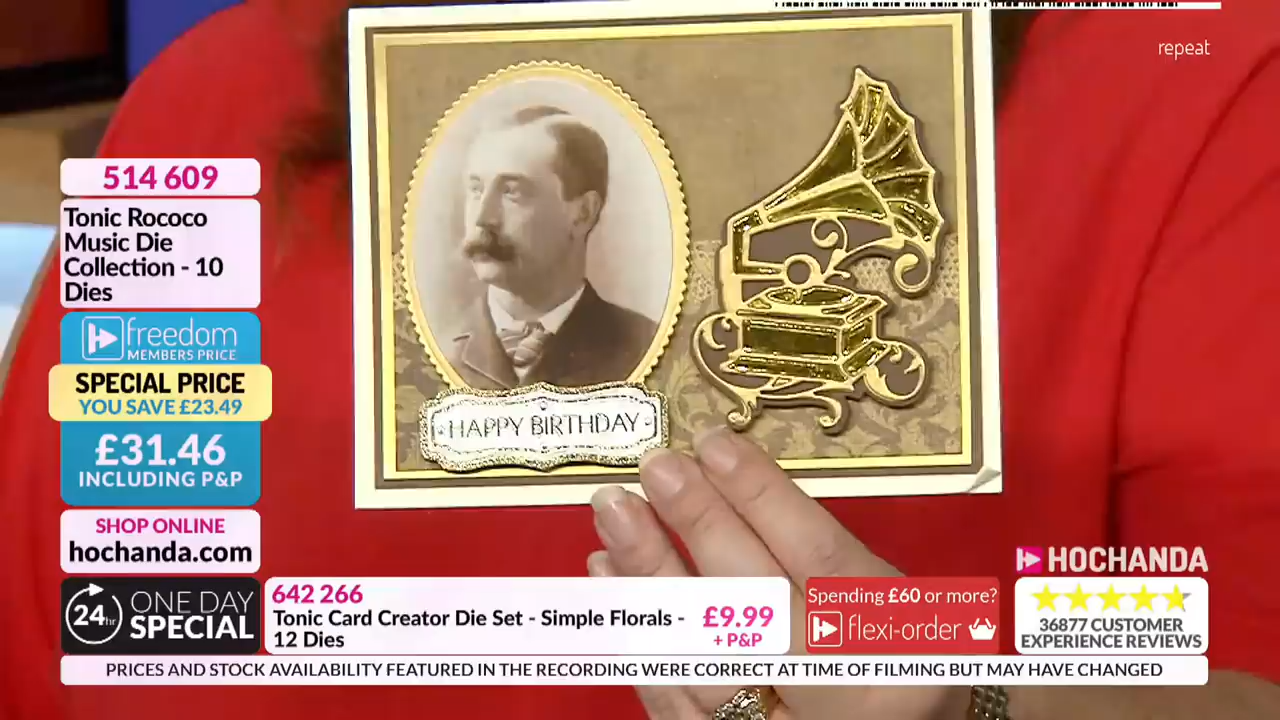 repeat
514 609
Tonic Rococo
Music Die
Collection - 10
Dies
freedom
MEMBERS PRICE
SPECIAL PRICE
YOU SAVE £23.49
£31.46
INCLUDING P&P
SHOP ONLINE
hochanda.com
HAPPY BIRTHDAY
HOCHANDA
24hr
ONE DAY
SPECIAL
642 266
Tonic Card Creator Die Set - Simple Florals -
12 Dies
£9.99
+ P&P
Spending £60 or more?
flexi-order
36877 CUSTOMER
EXPERIENCE REVIEWS
PRICES AND STOCK AVAILABILITY FEATURED IN THE RECORDING WERE CORRECT AT TIME OF FILMING BUT MAY HAVE CHANGED